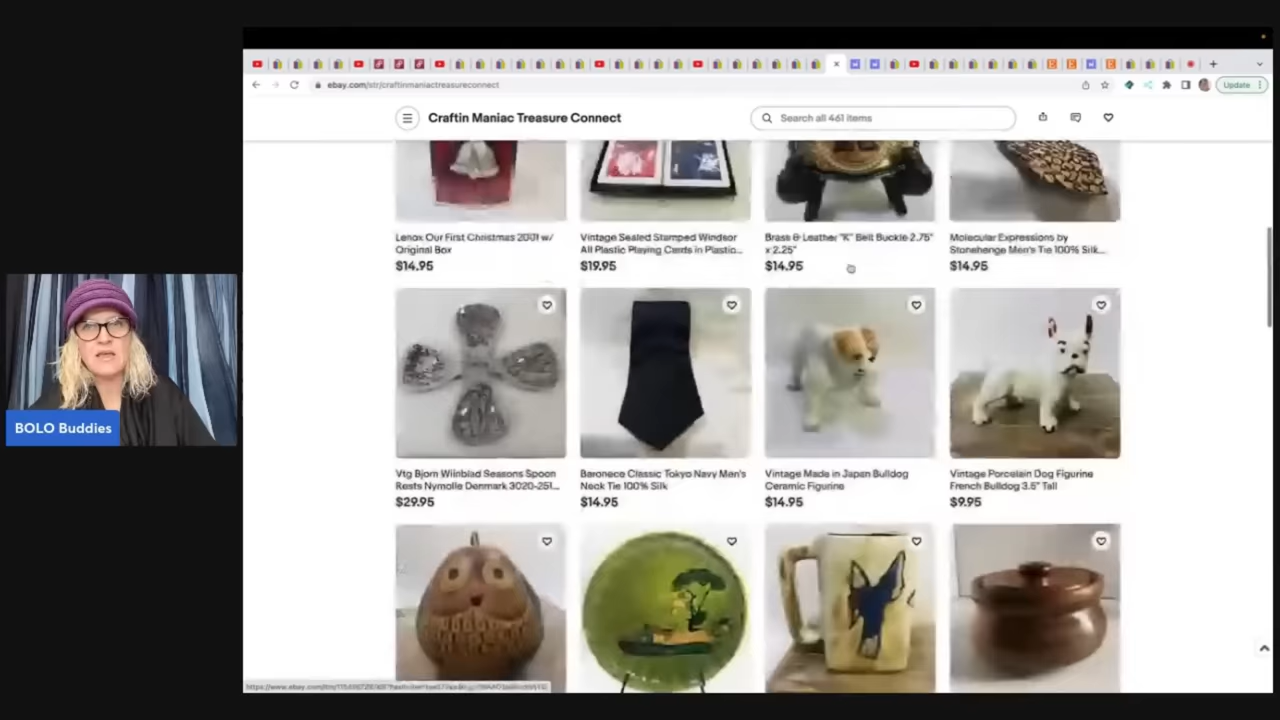 Update
ebay.com/str/craftinmaniactreasureconnect
Craftin Maniac Treasure Connect
Search all 461 items
Lenox Our First Christmas 2001 w/
Original Box
$14.95
Vintage Sealed Stamped Windsor
All Plastic Playing Cards in Plastic...
$19.95
Brass & Leather "K" Belt Buckle 2.75"
x 2.25"
$14.95
Molecular Expressions by
Stonehenge Men's Tie 100% Silk...
$14.95
BOLO Buddies
Vtg Bjorn Wiinblad Seasons Spoon
Rests Nymolle Denmark 3020-251...
$29.95
Baroneco Classic Tokyo Navy Men's
Neck Tie 100% Silk
$14.95
Vintage Made in Japan Bulldog
Ceramic Figurine
$14.95
Vintage Porcelain Dog Figurine
French Bulldog 3.5" Tall
$9.95